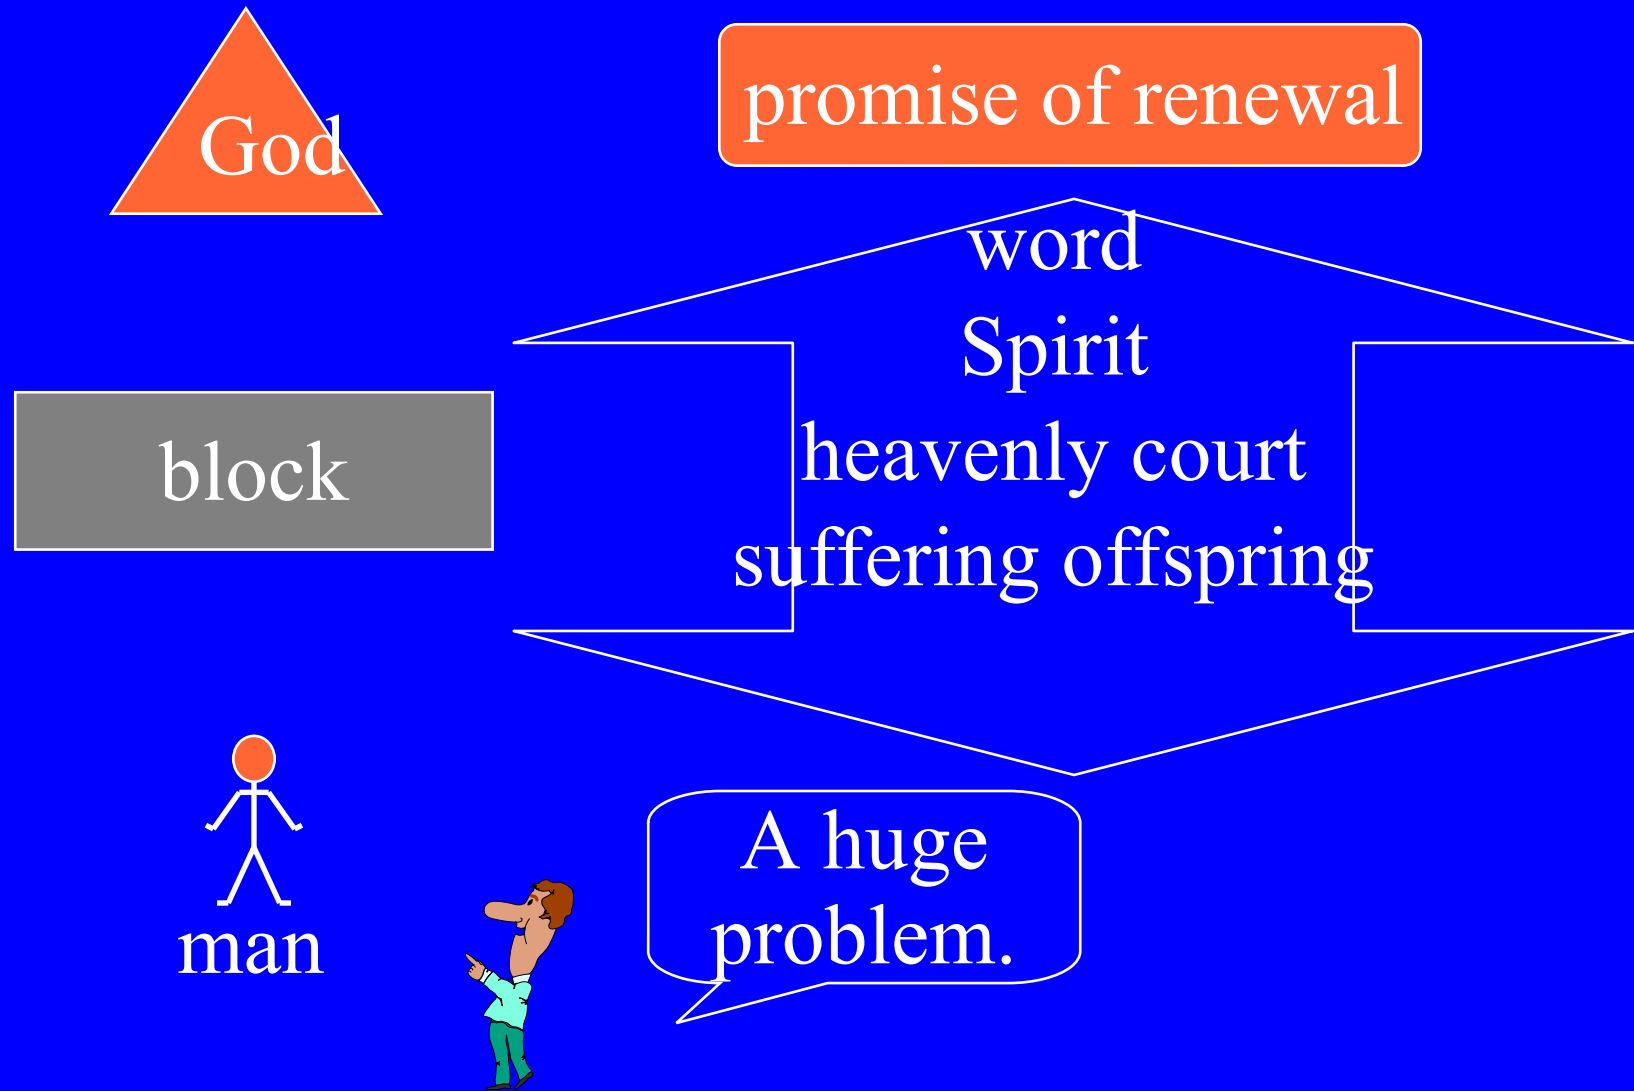 God
promise of renewal
word
Spirit
heavenly court
suffering offspring
block
man
A huge
problem.